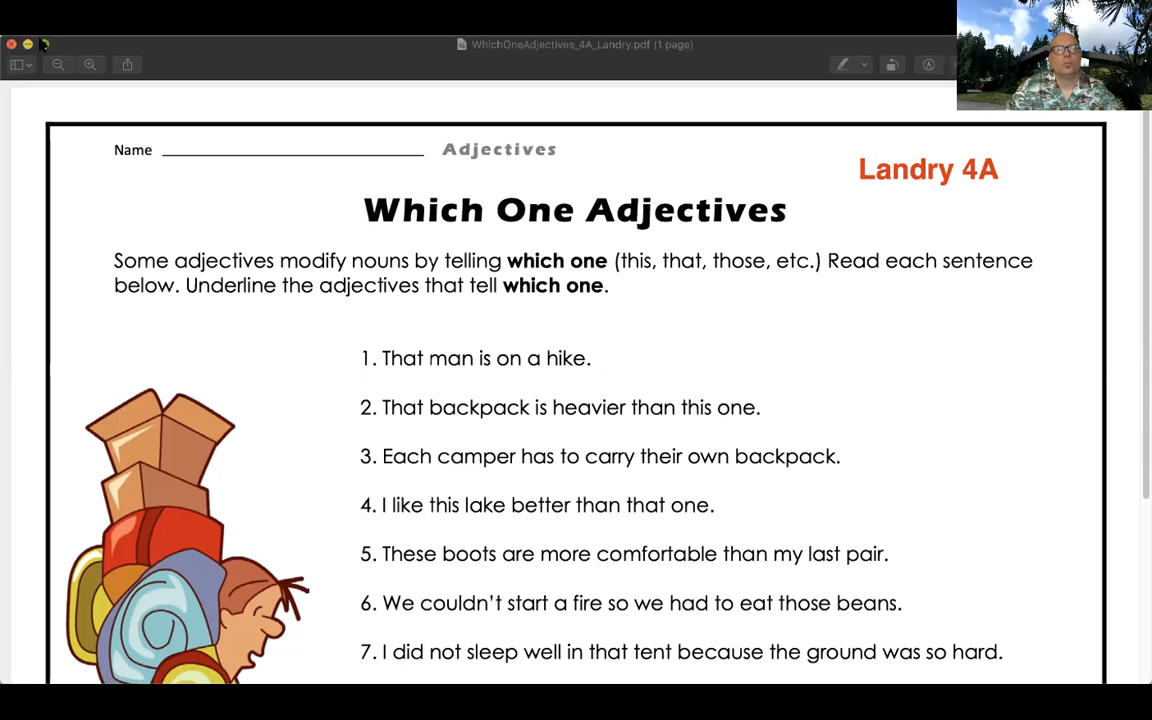 WhichOneAdjectives_4A_Landry.pdf (1 page)
Name ____________________ Adjectives
Landry 4A
Which One Adjectives
Some adjectives modify nouns by telling which one (this, that, those, etc.) Read each sentence
below. Underline the adjectives that tell which one.
1. That man is on a hike.
2. That backpack is heavier than this one.
3. Each camper has to carry their own backpack.
4. I like this lake better than that one.
5. These boots are more comfortable than my last pair.
6. We couldn't start a fire so we had to eat those beans.
7. I did not sleep well in that tent because the ground was so hard.